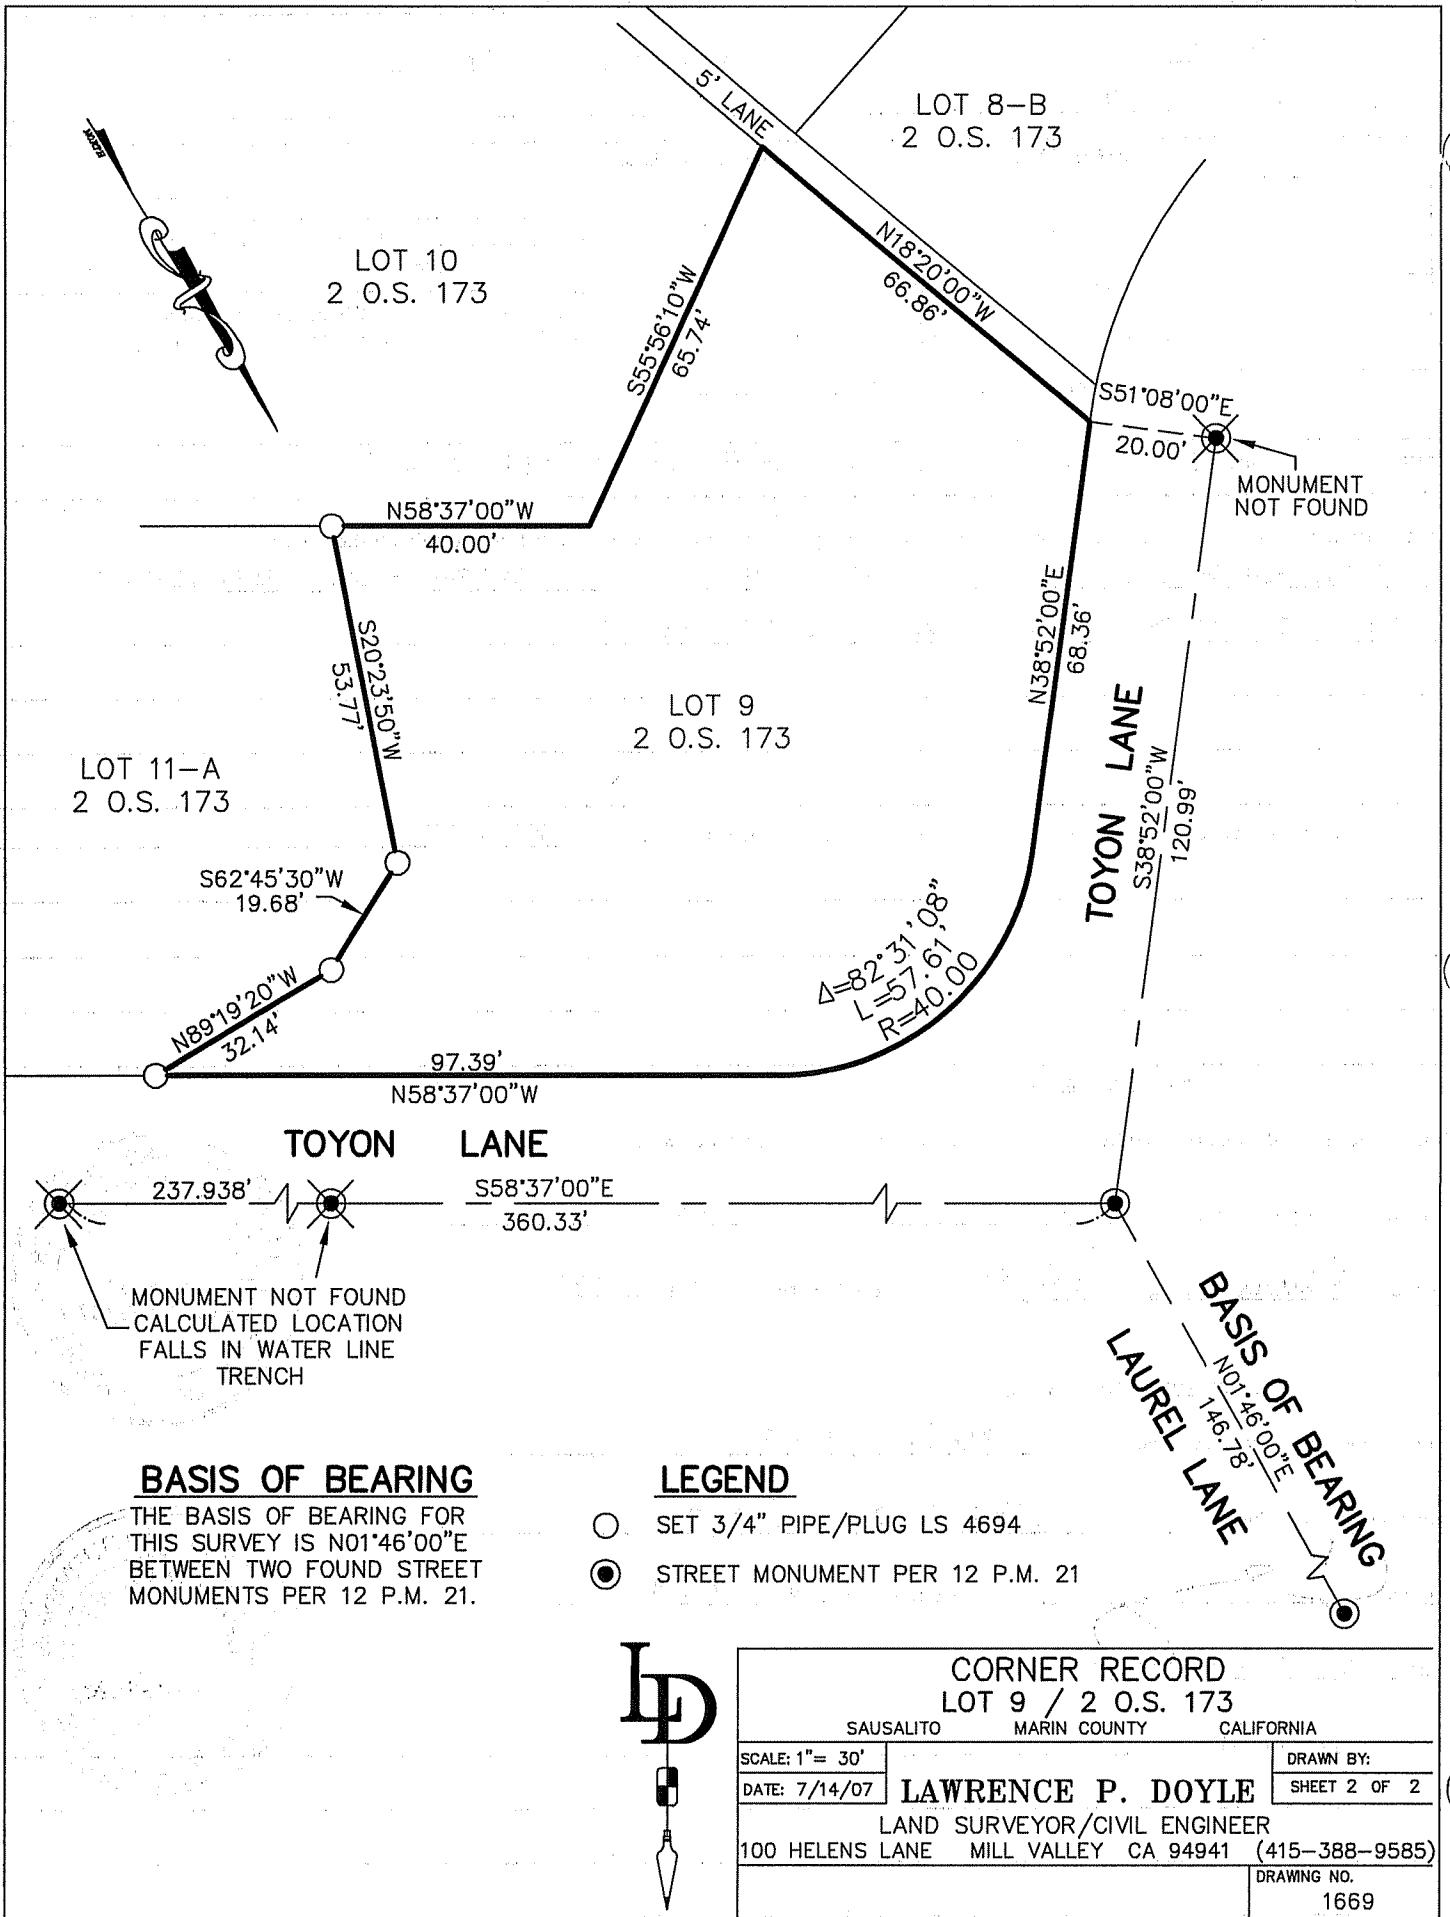 5' LANE
LOT 8-B
2 O.S. 173
NORTH
LOT 10
2 O.S. 173
N18°20'00"W
66.86'
S55°56'10"W
65.74'
S51°08'00"E
20.00'
MONUMENT
NOT FOUND
N58°37'00"W
40.00'
N38°52'00"E
68.36'
S20°23'50"W
53.77'
LOT 9
2 O.S. 173
TOYON LANE
S38°52'00"W
120.99'
LOT 11-A
2 O.S. 173
S62°45'30"W
19.68'
Δ=82°31'08"
L=57.61'
R=40.00
N89°19'20"W
32.14'
97.39'
N58°37'00"W
TOYON LANE
237.938'
S58°37'00"E
360.33'
MONUMENT NOT FOUND
CALCULATED LOCATION
FALLS IN WATER LINE
TRENCH
BASIS OF BEARING
N01°46'00"E
146.78'
LAUREL LANE
BASIS OF BEARING
THE BASIS OF BEARING FOR
THIS SURVEY IS N01°46'00"E
BETWEEN TWO FOUND STREET
MONUMENTS PER 12 P.M. 21.
LEGEND
SET 3/4" PIPE/PLUG LS 4694
STREET MONUMENT PER 12 P.M. 21
LD
CORNER RECORD
LOT 9 / 2 O.S. 173
SAUSALITO MARIN COUNTY CALIFORNIA
SCALE: 1"= 30'
DRAWN BY:
DATE: 7/14/07
LAWRENCE P. DOYLE
SHEET 2 OF 2
LAND SURVEYOR/CIVIL ENGINEER
100 HELENS LANE MILL VALLEY CA 94941 (415-388-9585)
DRAWING NO.
1669